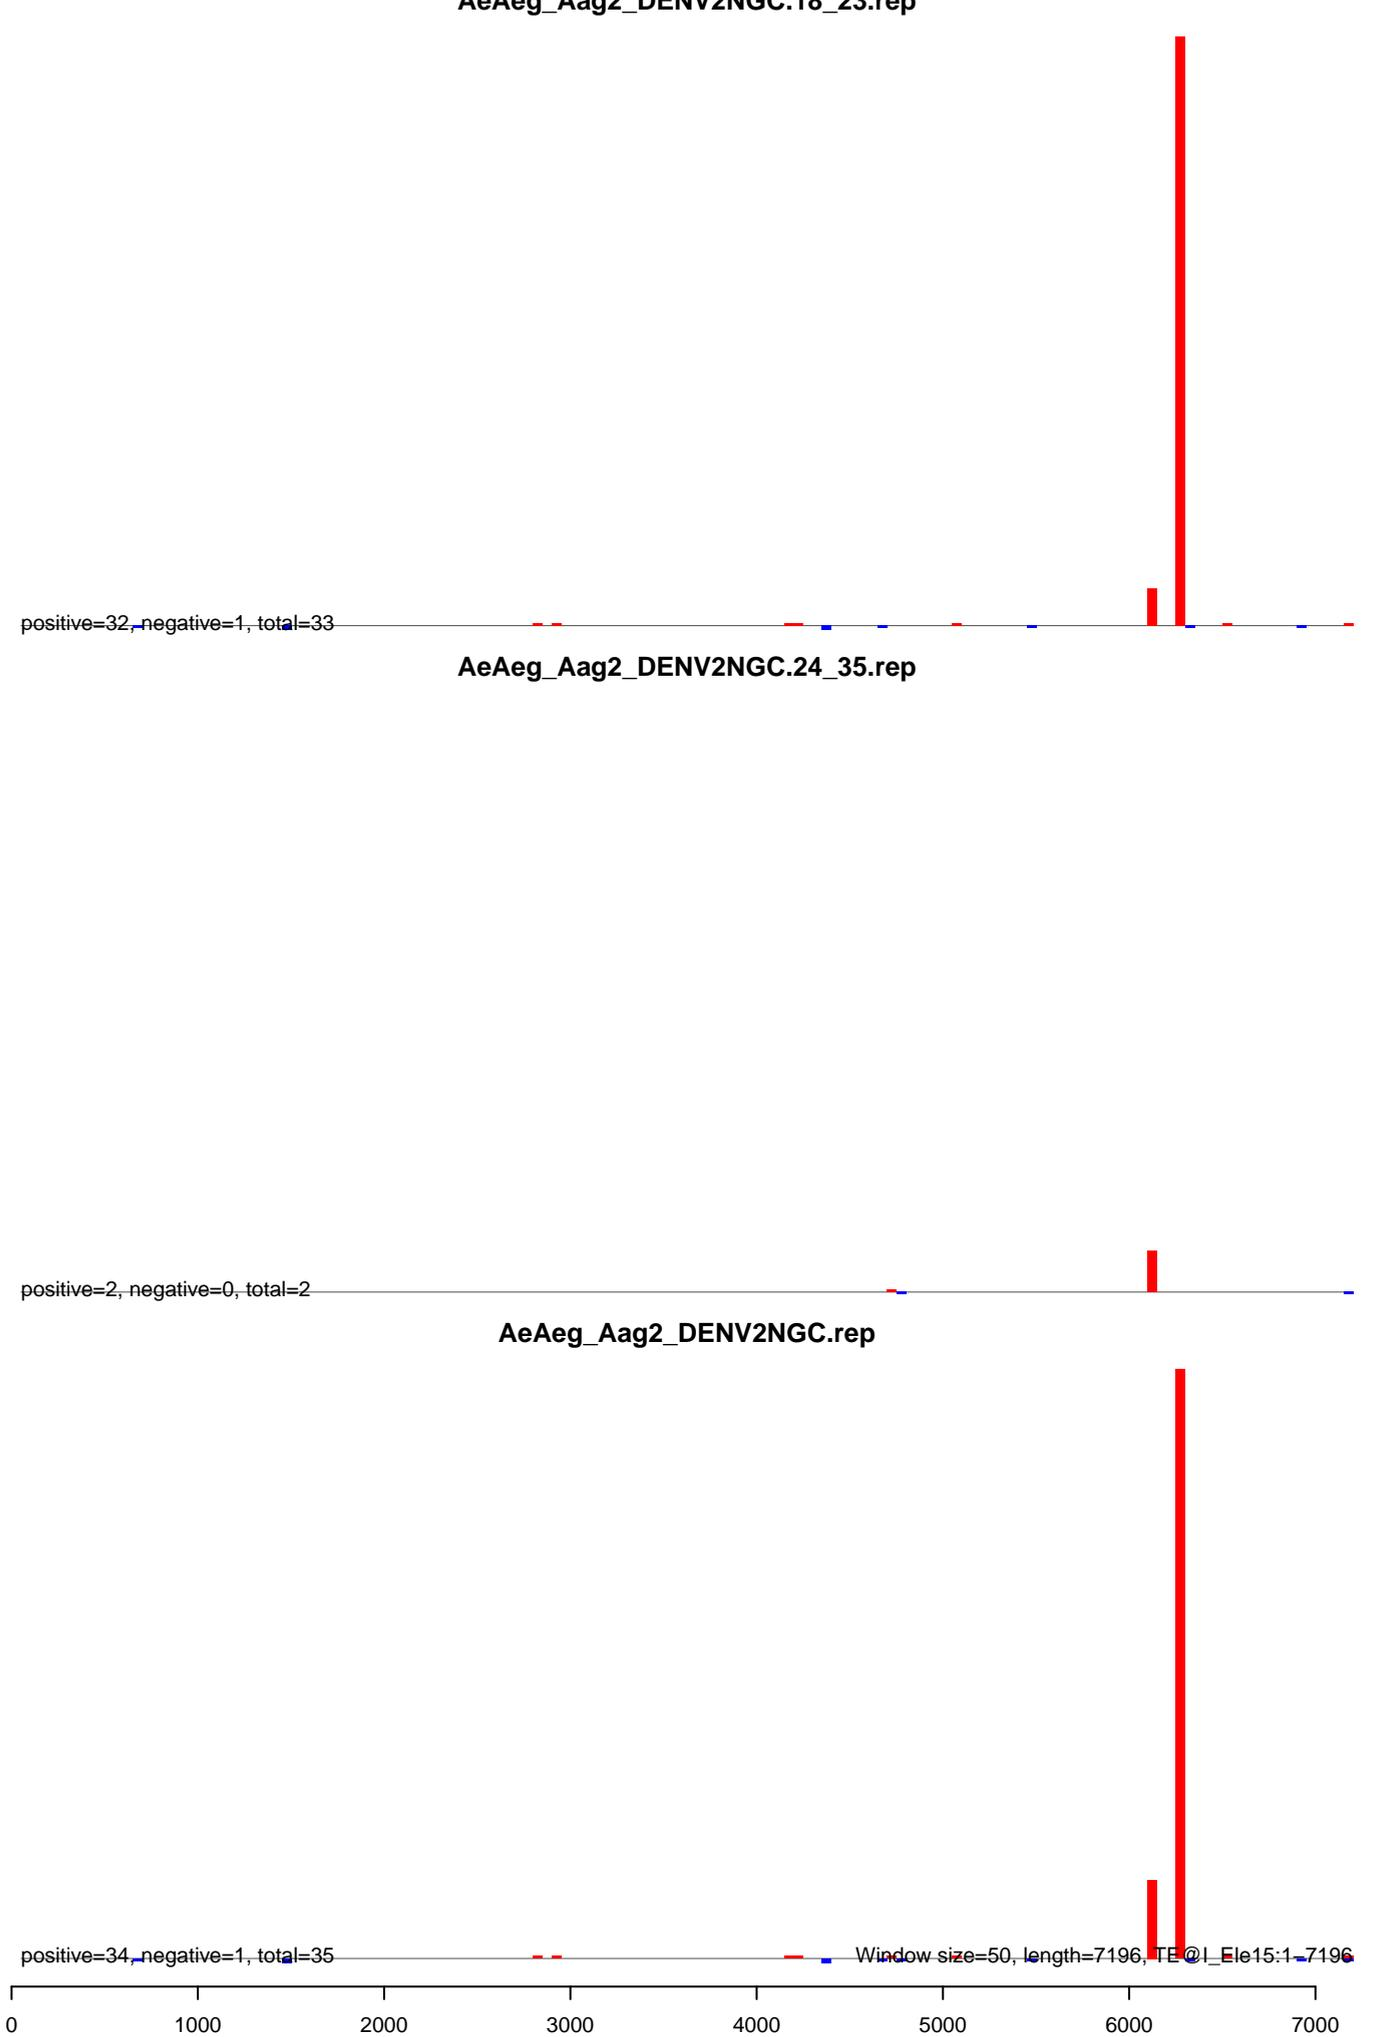 AeAeg_Aag2_DENV2NGC.18_23.rep
positive=32, negative=1, total=33
AeAeg_Aag2_DENV2NGC.24_35.rep
positive=2, negative=0, total=2
AeAeg_Aag2_DENV2NGC.rep
positive=34, negative=1, total=35
Window size=50, length=7196, TE@I_Ele15:1–7196
0 1000 2000 3000 4000 5000 6000 7000